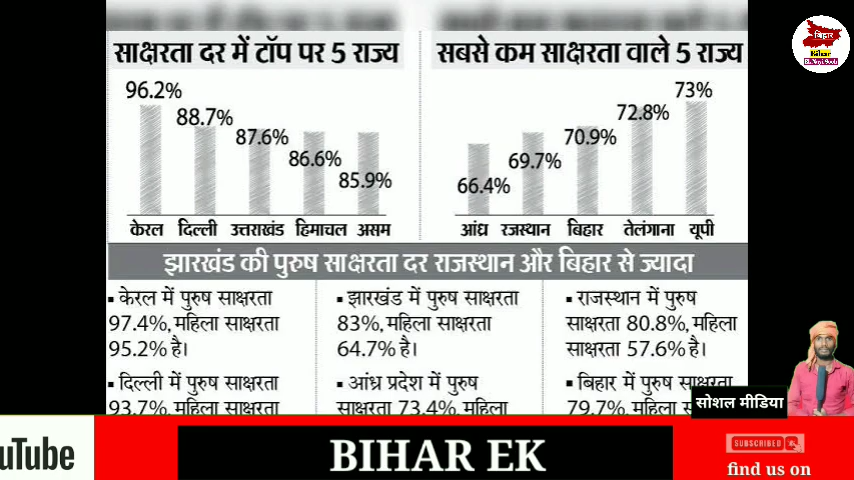 साक्षरता दर में टॉप पर 5 राज्य
96.2%
88.7%
87.6%
86.6%
85.9%
केरल दिल्ली उत्तराखंड हिमाचल असम
सबसे कम साक्षरता वाले 5 राज्य
66.4%
69.7%
70.9%
72.8%
73%
आंध्र राजस्थान बिहार तेलंगाना यूपी
झारखंड की पुरुष साक्षरता दर राजस्थान और बिहार से ज्यादा
▪ केरल में पुरुष साक्षरता
97.4%, महिला साक्षरता
95.2% है।
▪ दिल्ली में पुरुष साक्षरता
93.7%, महिला साक्षरता
▪ झारखंड में पुरुष साक्षरता
83%, महिला साक्षरता
64.7% है।
▪ आंध्र प्रदेश में पुरुष
साक्षरता 73.4%, महिला
▪ राजस्थान में पुरुष
साक्षरता 80.8%, महिला
साक्षरता 57.6% है।
▪ बिहार में पुरुष साक्षरता
79.7%, महिला
बिहार
Bihar
सोशल मीडिया
uTube
BIHAR EK
SUBSCRIBED
find us on